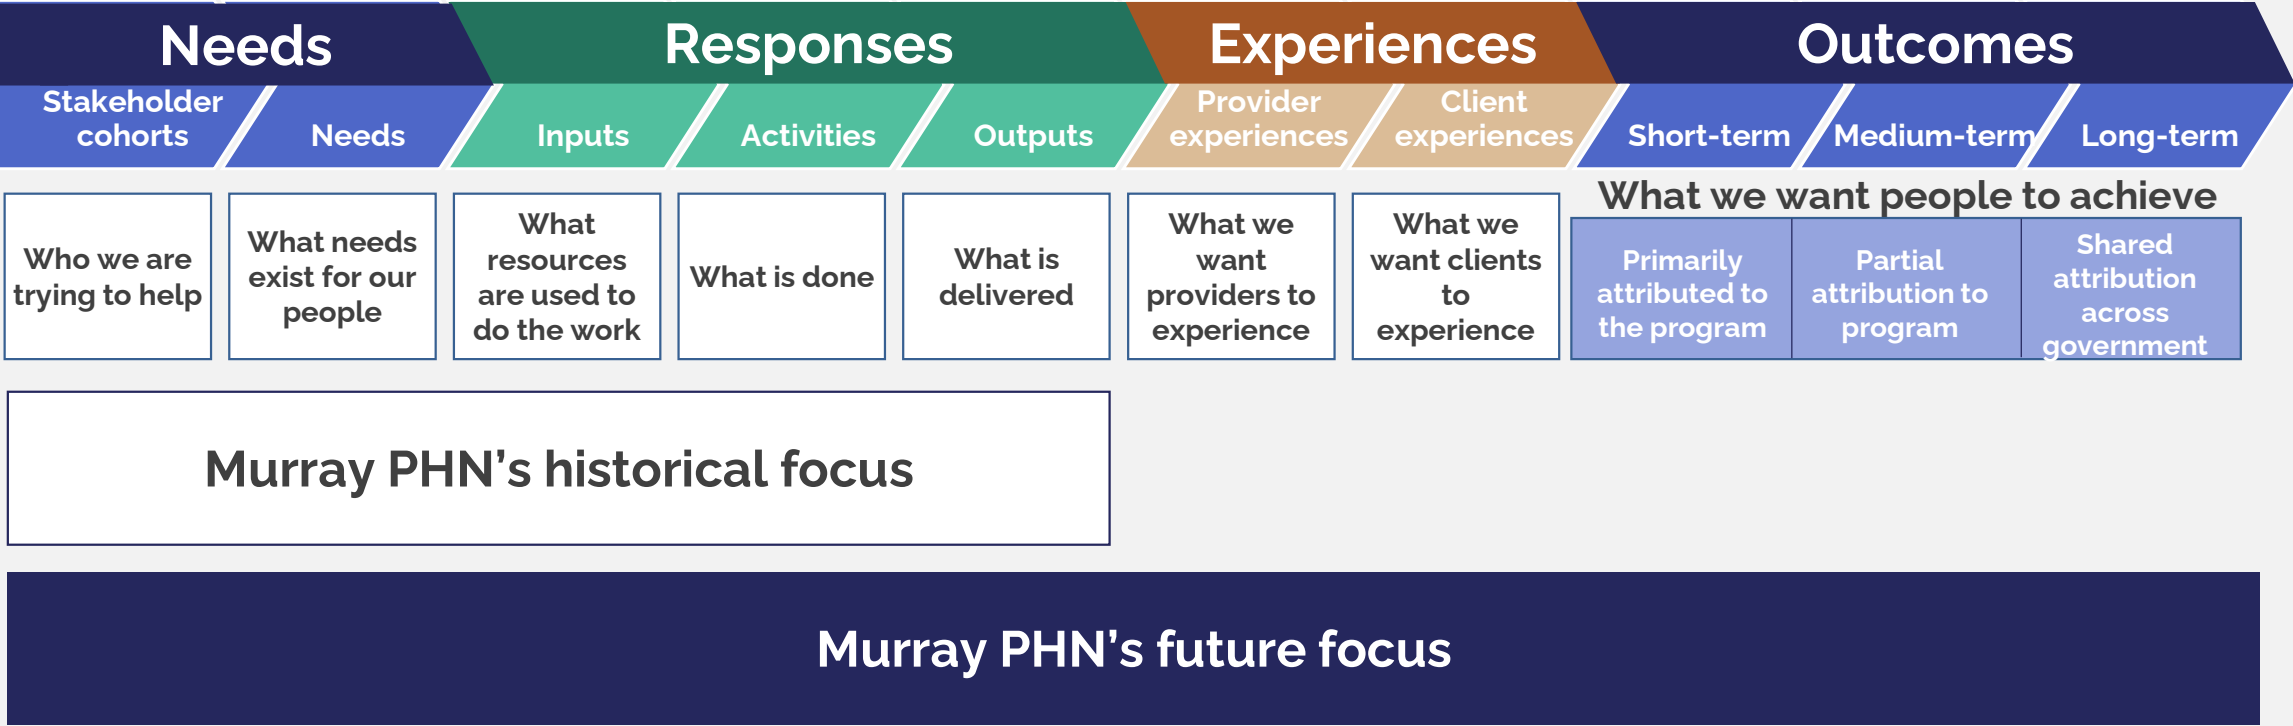 Needs
Responses
Experiences
Outcomes
Stakeholder
cohorts
Needs
Inputs
Activities
Outputs
Provider
experiences
Client
experiences
Short-term
Medium-term
Long-term
Who we are
trying to help
What needs
exist for our
people
What
resources
are used to
do the work
What is done
What is
delivered
What we
want
providers to
experience
What we
want clients
to
experience
What we want people to achieve
Primarily
attributed to
the program
Partial
attribution to
program
Shared
attribution
across
government
Murray PHN’s historical focus
Murray PHN’s future focus